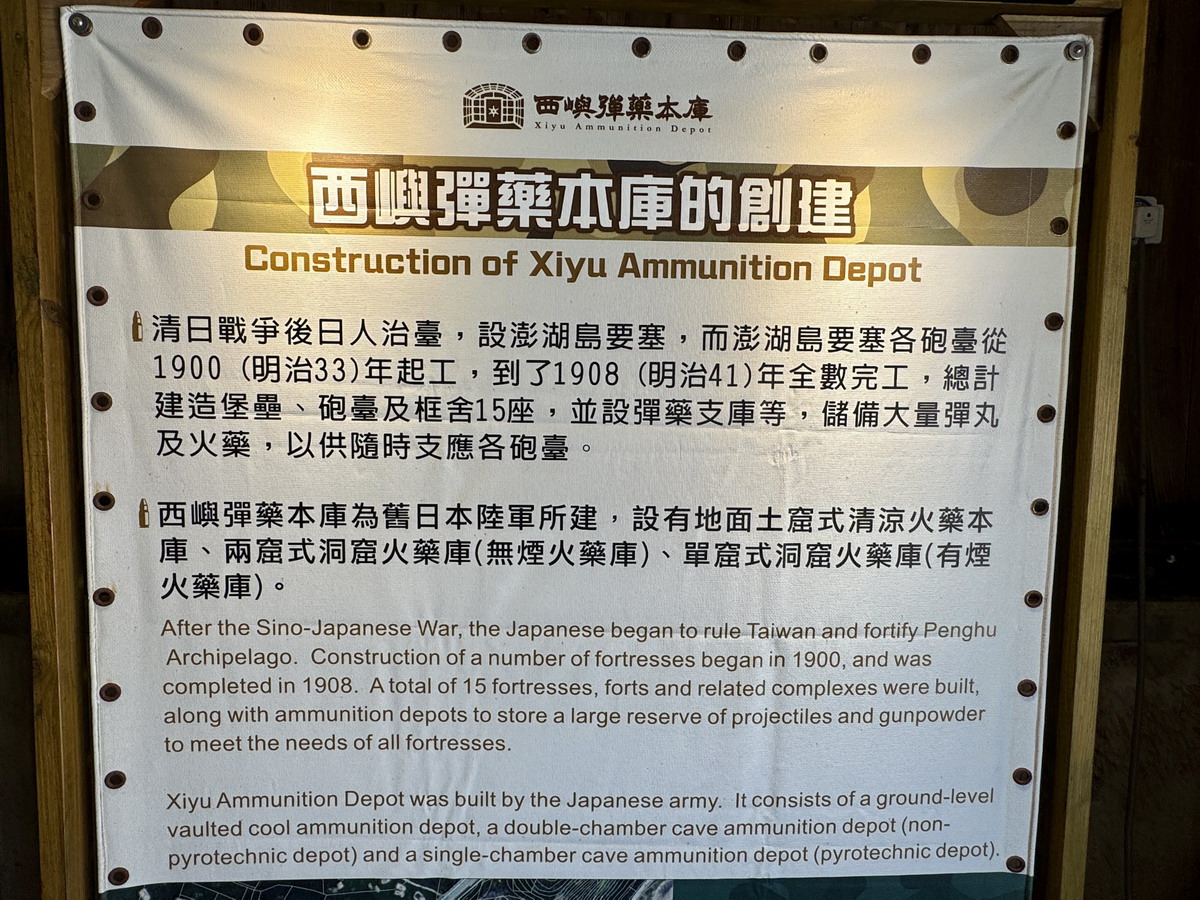 西嶼彈藥本庫
Xiyu Ammunition Depot
西嶼彈藥本庫的創建
Construction of Xiyu Ammunition Depot
清日戰爭後日人治臺，設澎湖島要塞，而澎湖島要塞各砲臺從
1900 (明治33)年起工，到了1908 (明治41)年全數完工，總計
建造堡壘、砲臺及框舍15座，並設彈藥支庫等，儲備大量彈丸
及火藥，以供隨時支應各砲臺。
西嶼彈藥本庫為舊日本陸軍所建，設有地面土窟式清涼火藥本
庫、兩窟式洞窟火藥庫(無煙火藥庫)、單窟式洞窟火藥庫(有煙
火藥庫)。
After the Sino-Japanese War, the Japanese began to rule Taiwan and fortify Penghu
Archipelago. Construction of a number of fortresses began in 1900, and was
completed in 1908. A total of 15 fortresses, forts and related complexes were built,
along with ammunition depots to store a large reserve of projectiles and gunpowder
to meet the needs of all fortresses.
Xiyu Ammunition Depot was built by the Japanese army. It consists of a ground-level
vaulted cool ammunition depot, a double-chamber cave ammunition depot (non-
pyrotechnic depot) and a single-chamber cave ammunition depot (pyrotechnic depot).